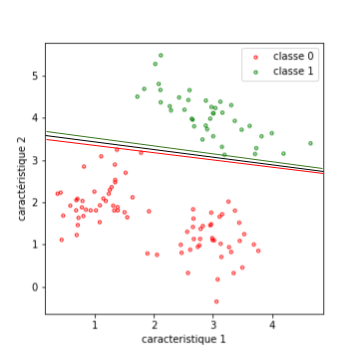 classe 0
classe 1
5
4
3
2
1
0
caractéristique 2
1
2
3
4
caracteristique 1